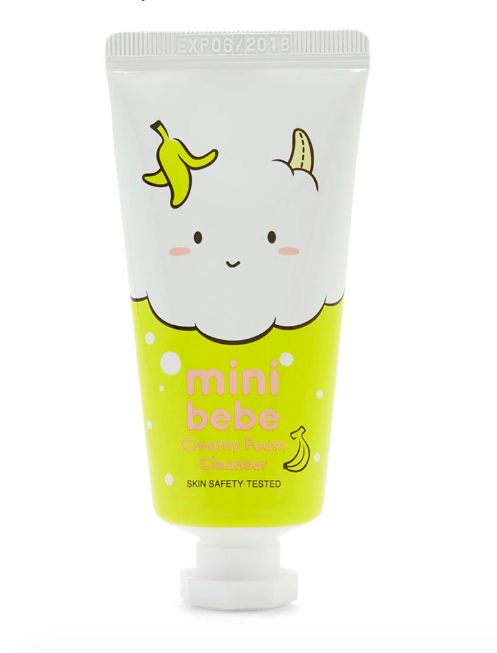 EXP06/2018
mini
bebe
Creamy Foam
Cleanser
SKIN SAFETY TESTED